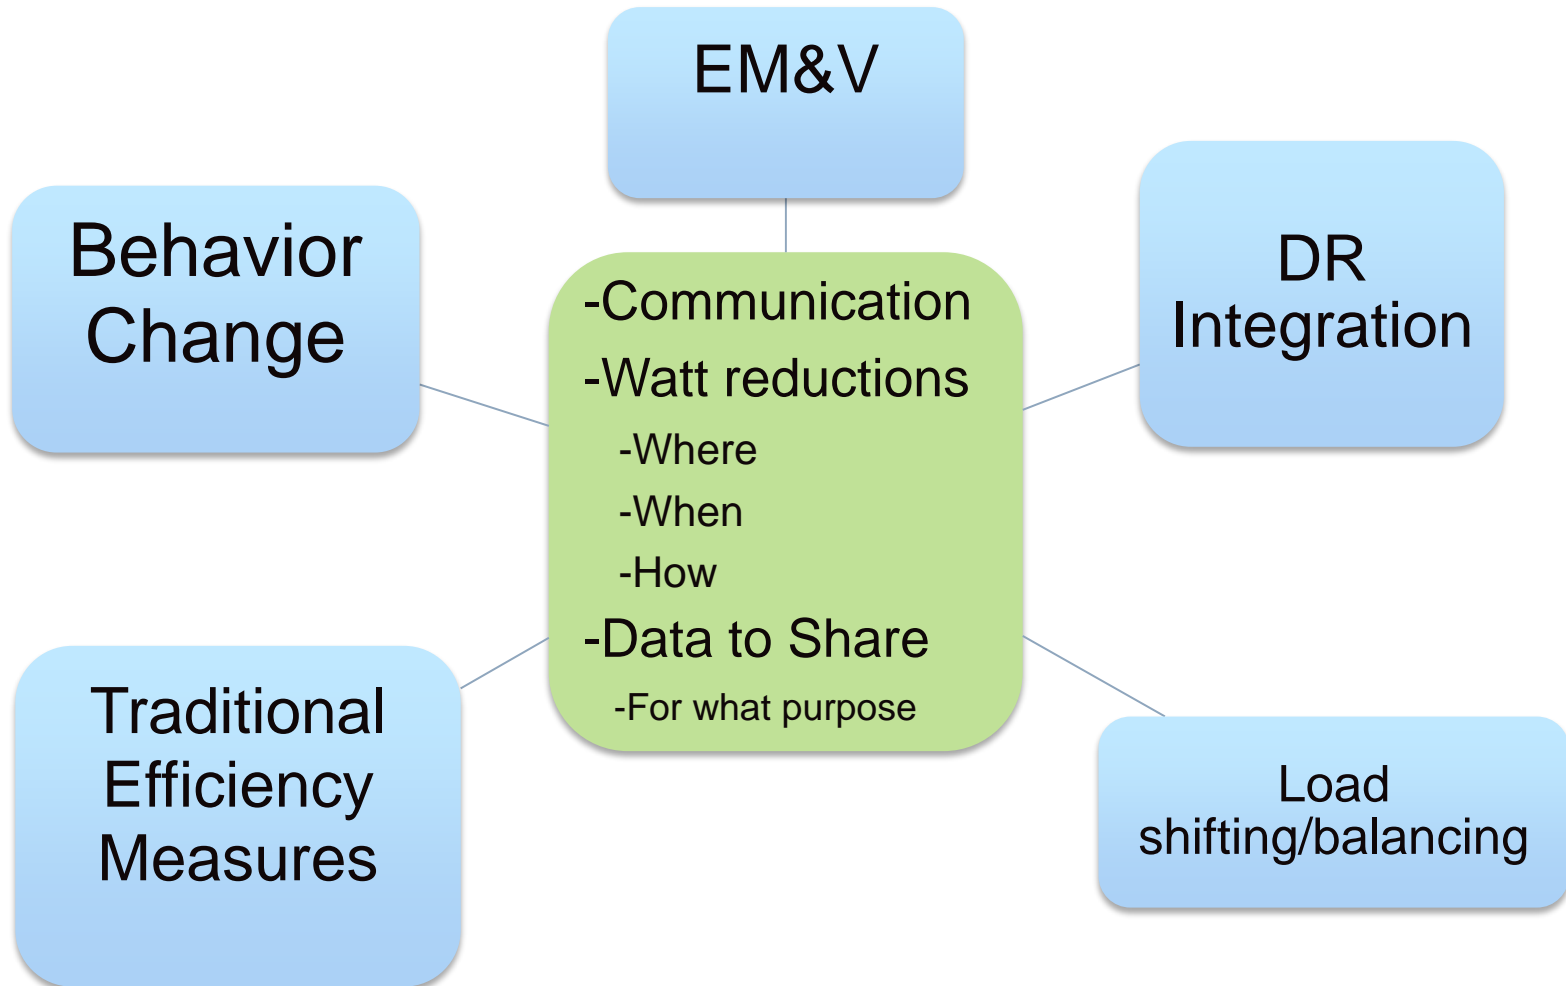 EM&V
Behavior
Change
DR
Integration
-Communication
-Watt reductions
-Where
-When
-How
-Data to Share
-For what purpose
Traditional
Efficiency
Measures
Load
shifting/balancing